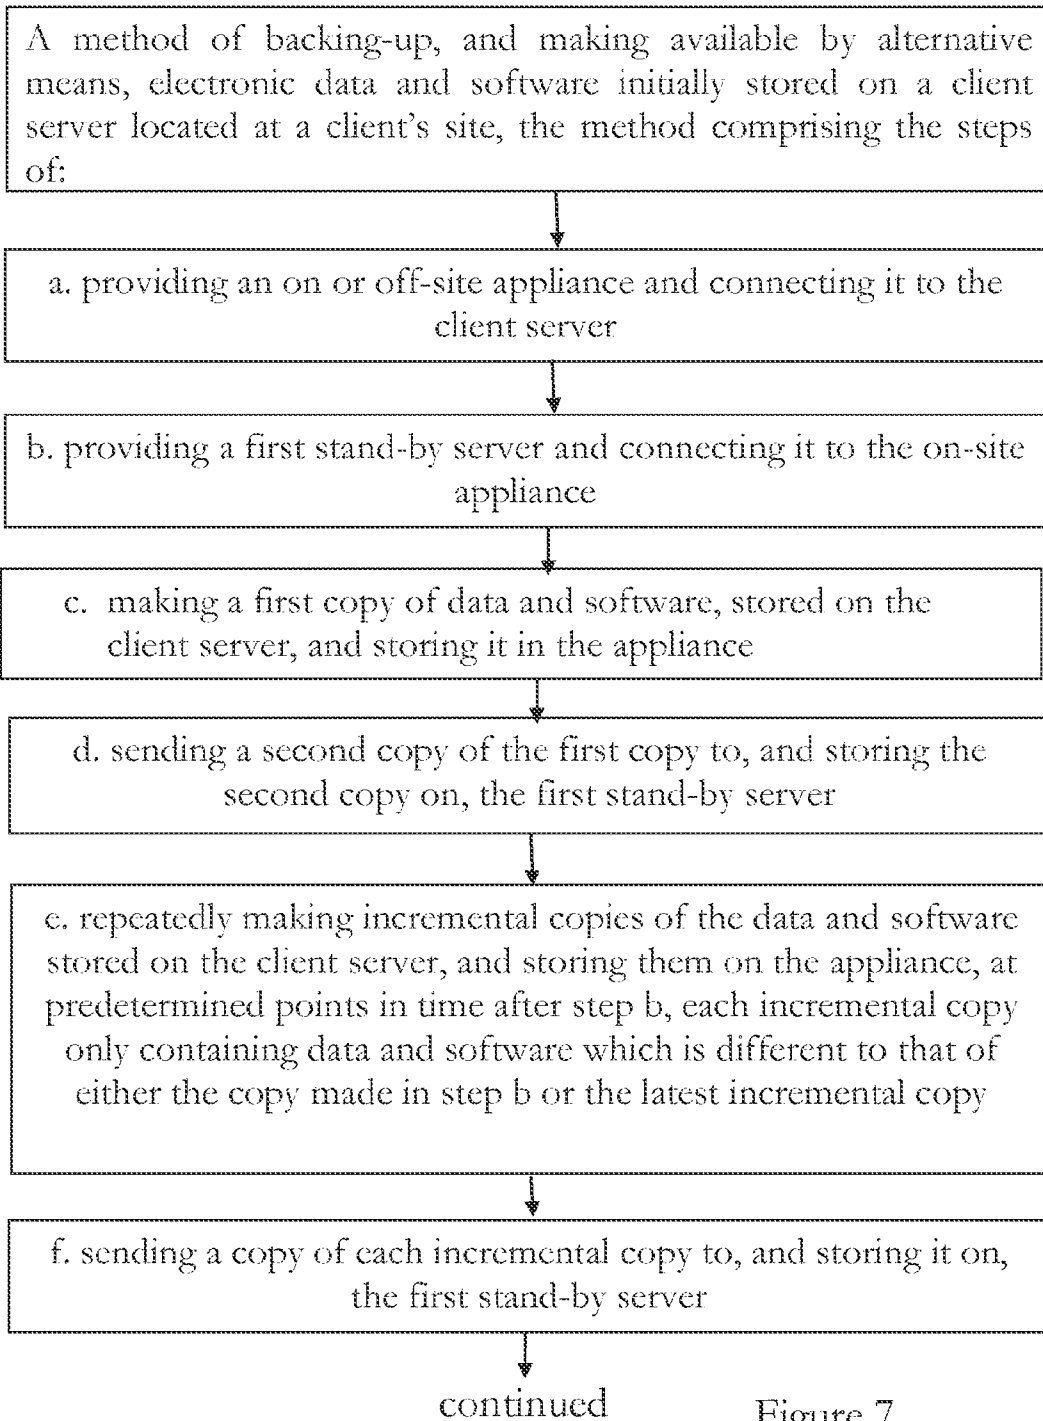 A method of backing-up, and making available by alternative
means, electronic data and software initially stored on a client
server located at a client's site, the method comprising the steps
of:
a. providing an on or off-site appliance and connecting it to the
client server
b. providing a first stand-by server and connecting it to the on-site
appliance
c. making a first copy of data and software, stored on the
client server, and storing it in the appliance
d. sending a second copy of the first copy to, and storing the
second copy on, the first stand-by server
e. repeatedly making incremental copies of the data and software
stored on the client server, and storing them on the appliance, at
predetermined points in time after step b, each incremental copy
only containing data and software which is different to that of
either the copy made in step b or the latest incremental copy
f. sending a copy of each incremental copy to, and storing it on,
the first stand-by server
continued
Figure 7